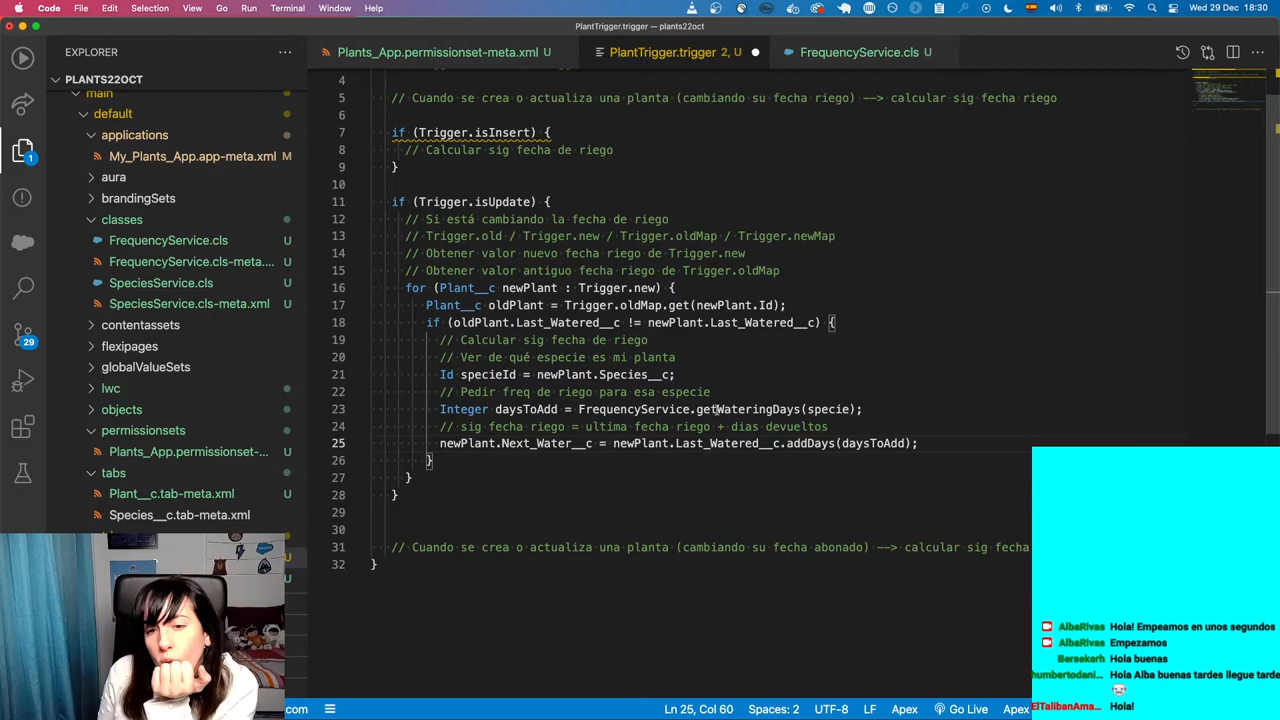 Code File Edit Selection View Go Run Terminal Window Help Wed 29 Dec 18:30
PlantTrigger.trigger — plants22oct
EXPLORER
PLANTS22OCT
main
default
applications
My_Plants_App.app-meta.xml M
aura
brandingSets
classes
FrequencyService.cls U
FrequencyService.cls-meta.... U
SpeciesService.cls U
SpeciesService.cls-meta.xml U
contentassets
flexipages
globalValueSets
lwc
objects
permissionsets
Plants_App.permissionset-... U
tabs
Plant__c.tab-meta.xml U
Species__c.tab-meta.xml
1
29
Plants_App.permissionset-meta.xml U PlantTrigger.trigger 2, U FrequencyService.cls U
4
5 // Cuando se crea o actualiza una planta (cambiando su fecha riego) --> calcular sig fecha riego
6
7 if (Trigger.isInsert) {
8 // Calcular sig fecha de riego
9 }
10
11 if (Trigger.isUpdate) {
12 // Si está cambiando la fecha de riego
13 // Trigger.old / Trigger.new / Trigger.oldMap / Trigger.newMap
14 // Obtener valor nuevo fecha riego de Trigger.new
15 // Obtener valor antiguo fecha riego de Trigger.oldMap
16 for (Plant__c newPlant : Trigger.new) {
17 Plant__c oldPlant = Trigger.oldMap.get(newPlant.Id);
18 if (oldPlant.Last_Watered__c != newPlant.Last_Watered__c) {
19 // Calcular sig fecha de riego
20 // Ver de qué especie es mi planta
21 Id specieId = newPlant.Species__c;
22 // Pedir freq de riego para esa especie
23 Integer daysToAdd = FrequencyService.getWateringDays(specie);
24 // sig fecha riego = ultima fecha riego + dias devueltos
25 newPlant.Next_Water__c = newPlant.Last_Watered__c.addDays(daysToAdd);
26 }
27 }
28 }
29
30
31 // Cuando se crea o actualiza una planta (cambiando su fecha abonado) --> calcular sig fecha
32 }
AlbaRivas Hola! Empeamos en unos segundos
AlbaRivas Empezamos
Bersekerh Hola buenas
humbertodani... Hola Alba buenas tardes llegue tarde
ElTalibanAma... Hola!
.com Ln 25, Col 60 Spaces: 2 UTF-8 LF Apex Go Live Apex